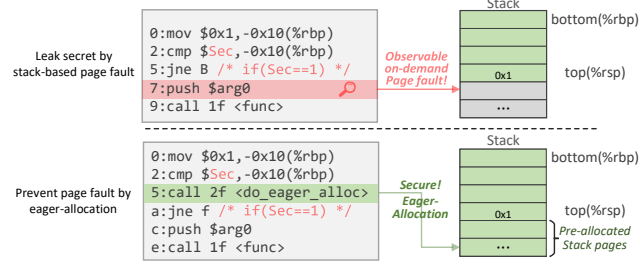 Stack
bottom(%rbp)
0:mov $0x1,-0x10(%rbp)
2:cmp $Sec,-0x10(%rbp)
5:jne B /* if(Sec==1) */
7:push $arg0
9:call 1f <func>
Leak secret by
stack-based page fault
Observable
on-demand
Page fault!
0x1
top(%rsp)
...
Stack
bottom(%rbp)
0:mov $0x1,-0x10(%rbp)
2:cmp $Sec,-0x10(%rbp)
5:call 2f <do_eager_alloc>
a:jne f /* if(Sec==1) */
c:push $arg0
e:call 1f <func>
Prevent page fault by
eager-allocation
Secure!
Eager-
Allocation
0x1
top(%rsp)
...
Pre-allocated
Stack pages